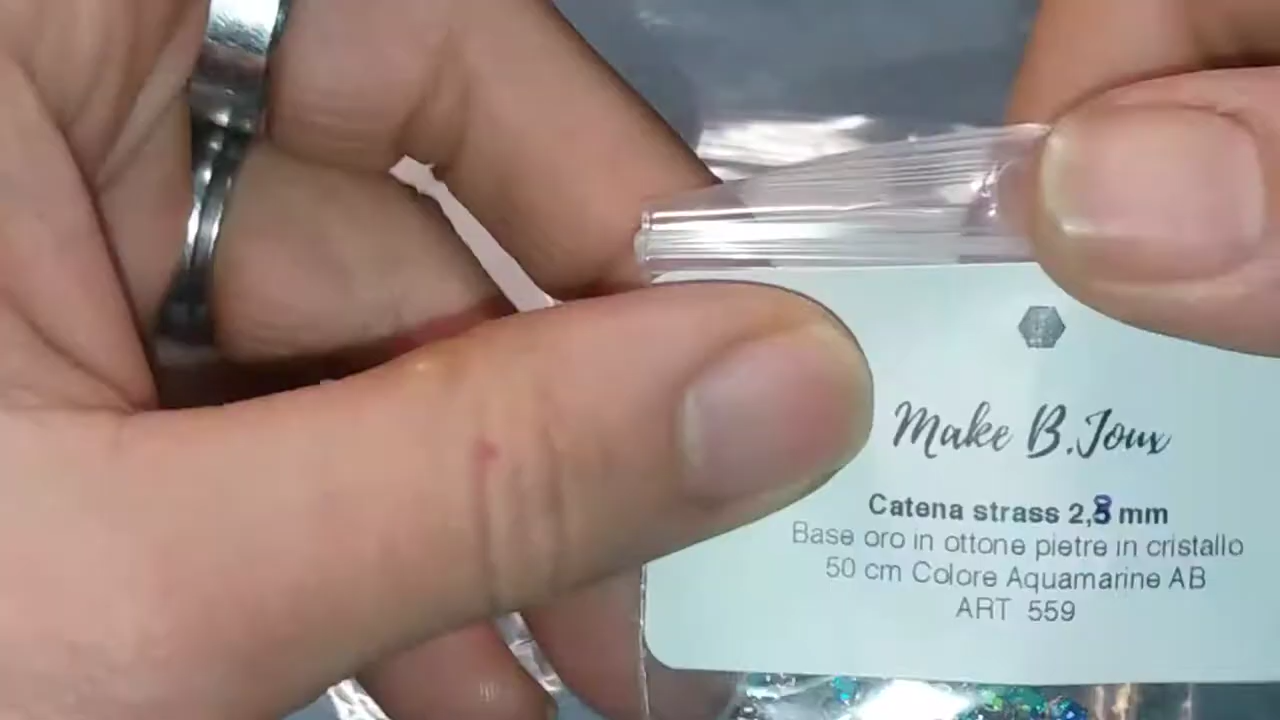 Make B.Joux
Catena strass 2,8 mm
Base oro in ottone pietre in cristallo
50 cm Colore Aquamarine AB
ART 559